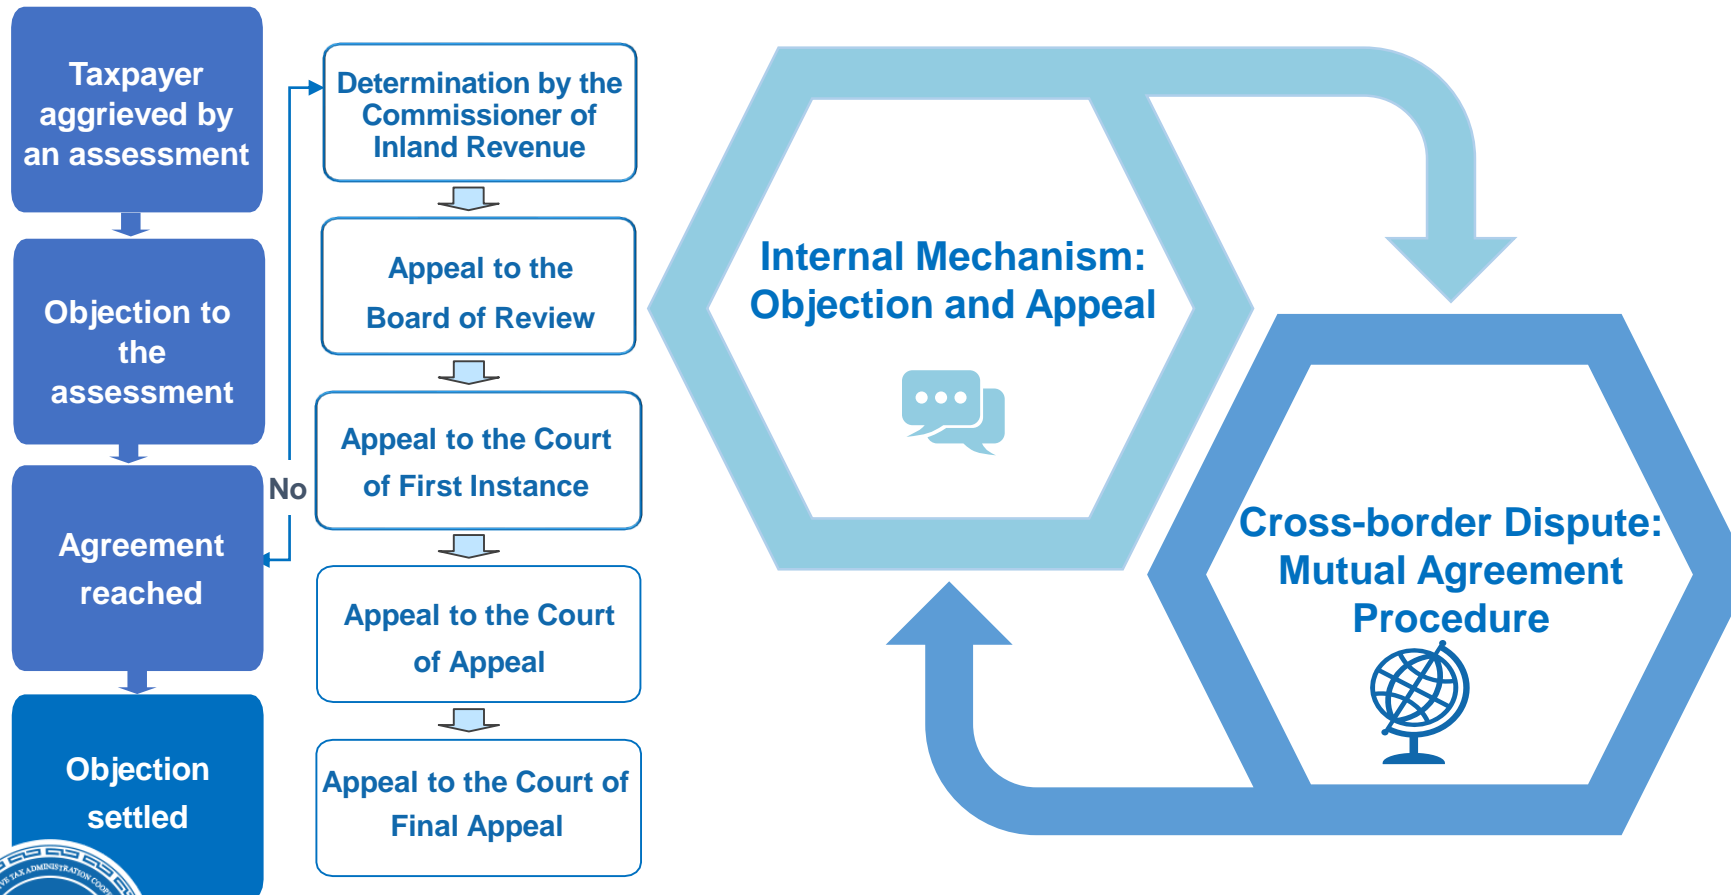 Taxpayer
aggrieved by
an assessment
Objection to
the
assessment
Agreement
reached
Objection
settled
No
Determination by the
Commissioner of
Inland Revenue
Appeal to the
Board of Review
Appeal to the Court
of First Instance
Appeal to the Court
of Appeal
Appeal to the Court of
Final Appeal
Internal Mechanism:
Objection and Appeal
Cross-border Dispute:
Mutual Agreement
Procedure
TAX ADMINISTRATION